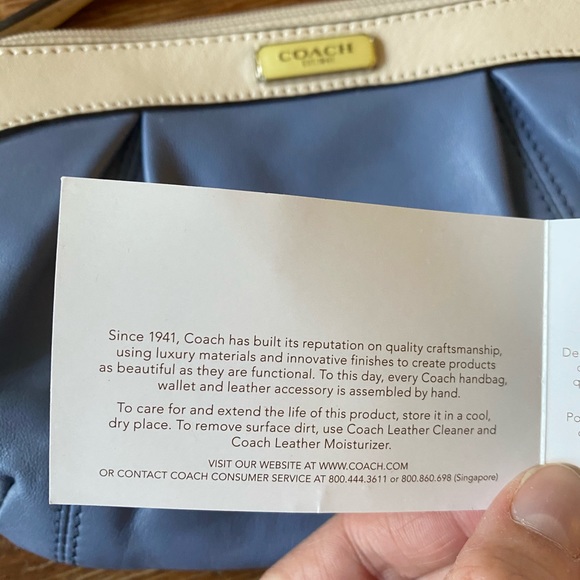 COACH
EST. 1941
Since 1941, Coach has built its reputation on quality craftsmanship,
using luxury materials and innovative finishes to create products
as beautiful as they are functional. To this day, every Coach handbag,
wallet and leather accessory is assembled by hand.
To care for and extend the life of this product, store it in a cool,
dry place. To remove surface dirt, use Coach Leather Cleaner and
Coach Leather Moisturizer.
VISIT OUR WEBSITE AT WWW.COACH.COM
OR CONTACT COACH CONSUMER SERVICE AT 800.444.3611 or 800.860.698 (Singapore)